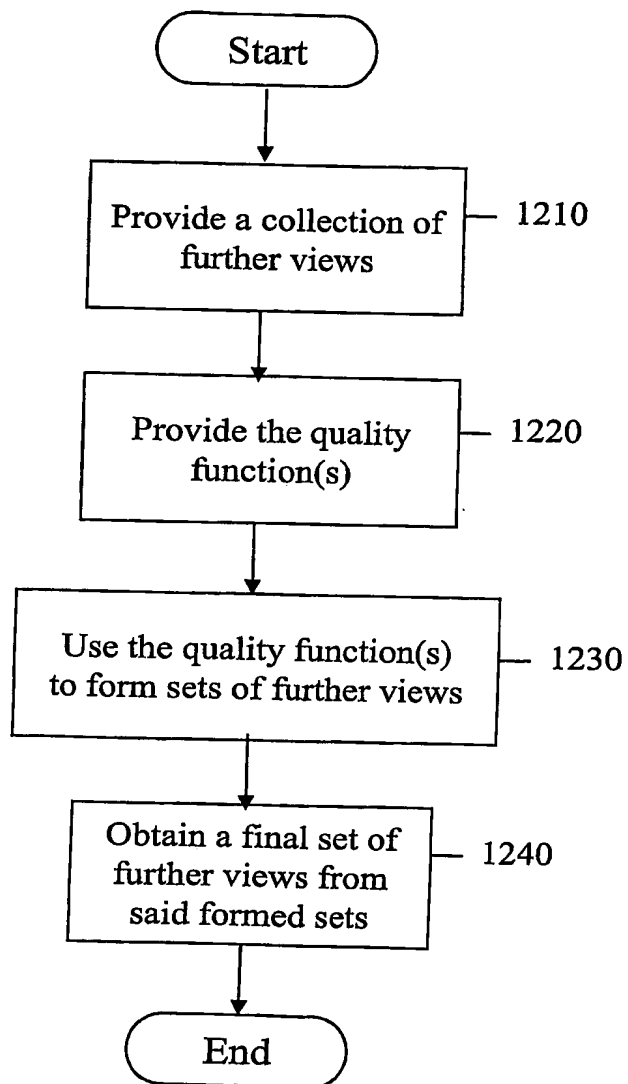 Start
Provide a collection of
further views
1210
Provide the quality
function(s)
1220
Use the quality function(s)
to form sets of further views
1230
Obtain a final set of
further views from
said formed sets
1240
End